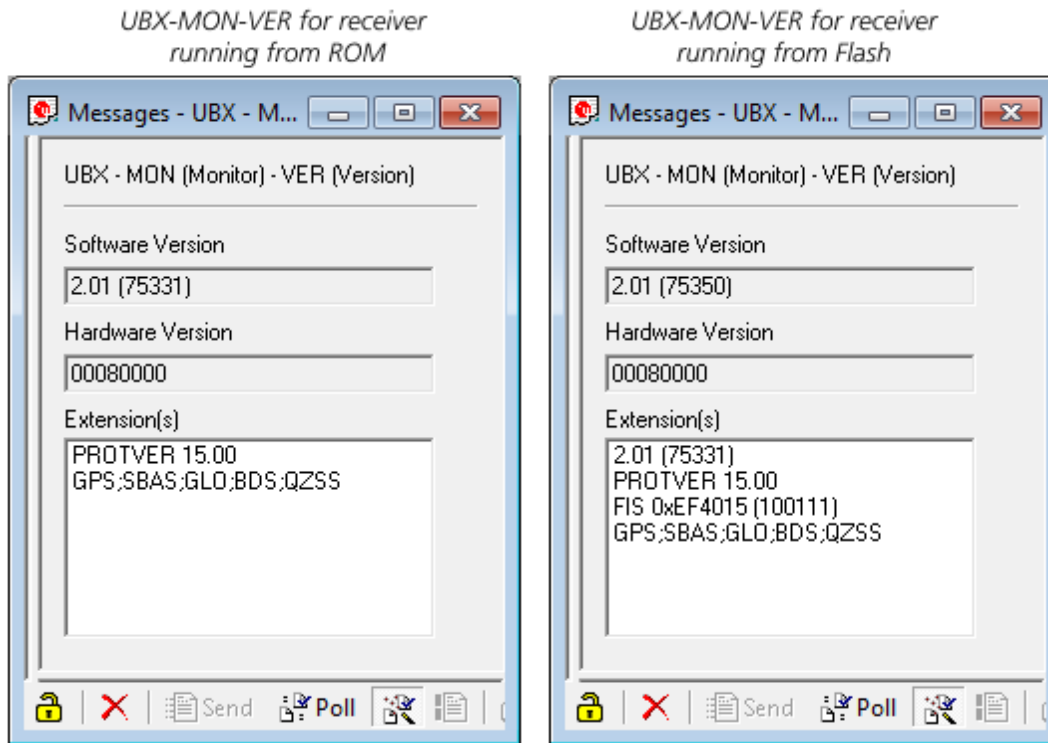 UBX-MON-VER for receiver
running from ROM
Messages - UBX - M...
UBX - MON (Monitor) - VER (Version)
Software Version
2.01 (75331)
Hardware Version
00080000
Extension(s)
PROTVER 15.00
GPS;SBAS;GLO;BDS;QZSS
Send
Poll
UBX-MON-VER for receiver
running from Flash
Messages - UBX - M...
UBX - MON (Monitor) - VER (Version)
Software Version
2.01 (75350)
Hardware Version
00080000
Extension(s)
2.01 (75331)
PROTVER 15.00
FIS 0xEF4015 (100111)
GPS;SBAS;GLO;BDS;QZSS
Send
Poll